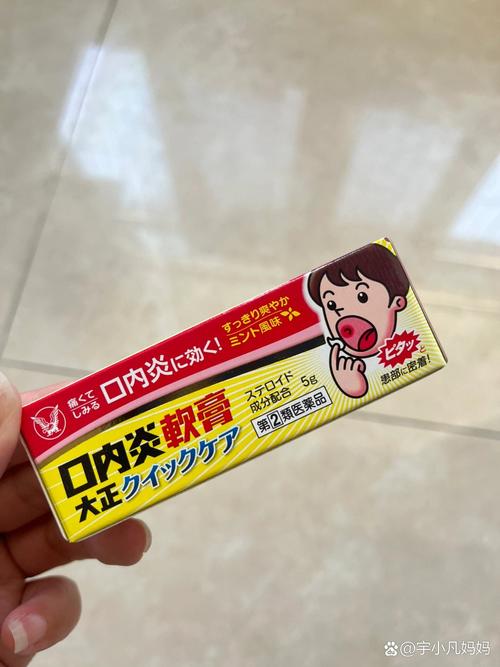 痛くて
しみる
口内炎に効く!
すっきり爽やか
ミント風味
口内炎軟膏
大正クイックケア
ステロイド
成分配合
5g
第②類医薬品
ピタッと
患部に密着!
@宇小凡妈妈